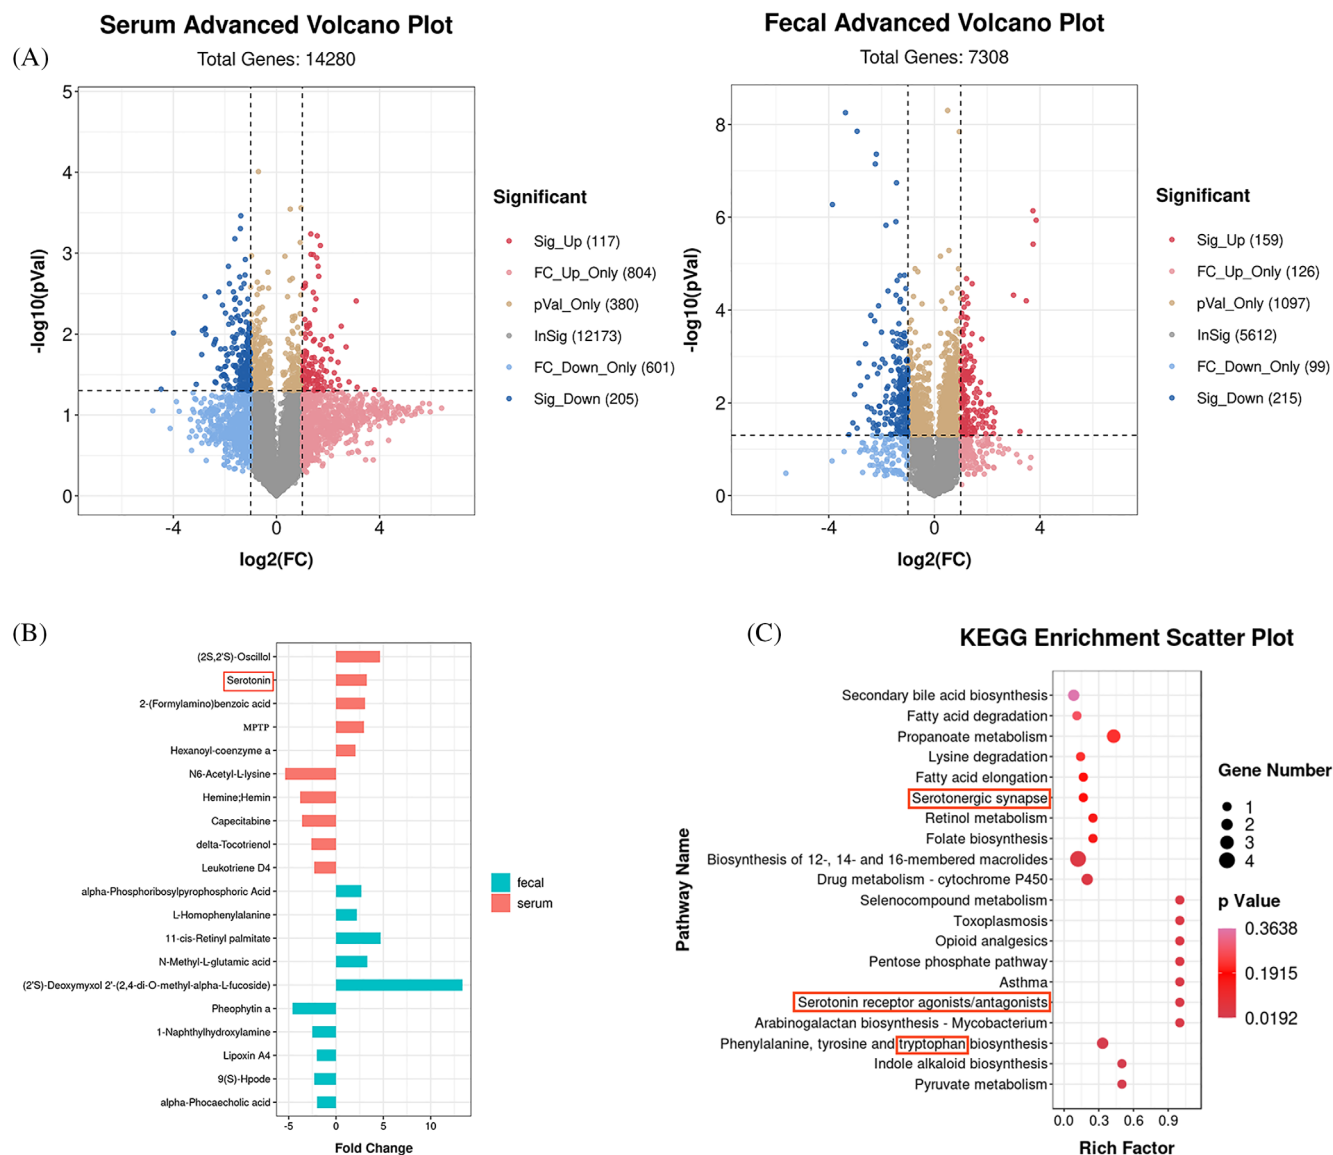 Serum Advanced Volcano Plot
Total Genes: 14280
(A)
5
4
3
2
1
0
-log10(pVal)
-4 0 4
log2(FC)
Significant
Sig_Up (117)
FC_Up_Only (804)
pVal_Only (380)
InSig (12173)
FC_Down_Only (601)
Sig_Down (205)
Fecal Advanced Volcano Plot
Total Genes: 7308
8
6
4
2
0
-log10(pVal)
-4 0 4
log2(FC)
Significant
Sig_Up (159)
FC_Up_Only (126)
pVal_Only (1097)
InSig (5612)
FC_Down_Only (99)
Sig_Down (215)
(B)
(2S,2'S)-Oscillol
Serotonin
2-(Formylamino)benzoic acid
MPTP
Hexanoyl-coenzyme a
N6-Acetyl-L-lysine
Hemine;Hemin
Capecitabine
delta-Tocotrienol
Leukotriene D4
alpha-Phosphoribosylpyrophosphoric Acid
L-Homophenylalanine
11-cis-Retinyl palmitate
N-Methyl-L-glutamic acid
(2'S)-Deoxymyxol 2'-(2,4-di-O-methyl-alpha-L-fucoside)
Pheophytin a
1-Naphthylhydroxylamine
Lipoxin A4
9(S)-Hpode
alpha-Phocaecholic acid
-5 0 5 10
Fold Change
fecal
serum
(C)
KEGG Enrichment Scatter Plot
Pathway Name
Secondary bile acid biosynthesis
Fatty acid degradation
Propanoate metabolism
Lysine degradation
Fatty acid elongation
Serotonergic synapse
Retinol metabolism
Folate biosynthesis
Biosynthesis of 12-, 14- and 16-membered macrolides
Drug metabolism - cytochrome P450
Selenocompound metabolism
Toxoplasmosis
Opioid analgesics
Pentose phosphate pathway
Asthma
Serotonin receptor agonists/antagonists
Arabinogalactan biosynthesis - Mycobacterium
Phenylalanine, tyrosine and tryptophan biosynthesis
Indole alkaloid biosynthesis
Pyruvate metabolism
0.0 0.3 0.6 0.9
Rich Factor
Gene Number
1
2
3
4
p Value
0.3638
0.1915
0.0192